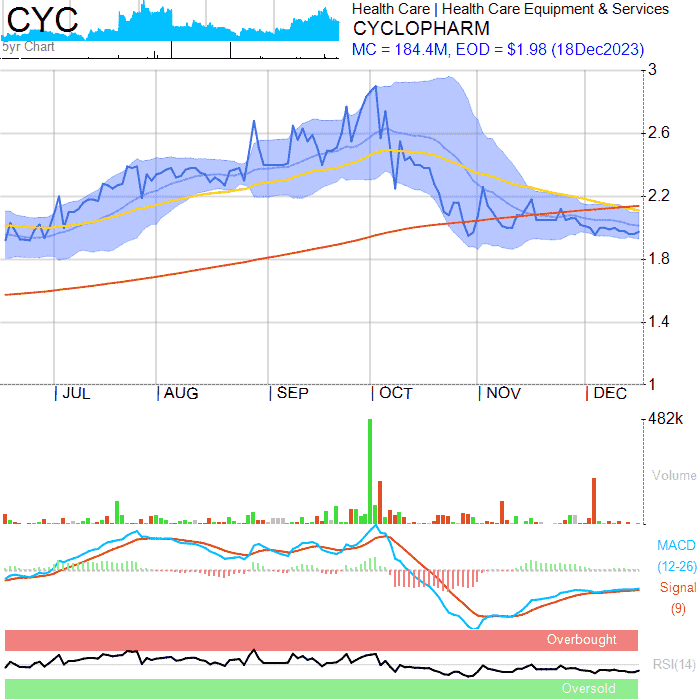 CYC
5yr Chart
Health Care | Health Care Equipment & Services
CYCLOPHARM
MC = 184.4M, EOD = $1.98 (18Dec2023)
3
2.6
2.2
1.8
1.4
1
JUL AUG SEP OCT NOV DEC
482k
Volume
MACD
(12-26)
Signal
(9)
Overbought
RSI(14)
Oversold